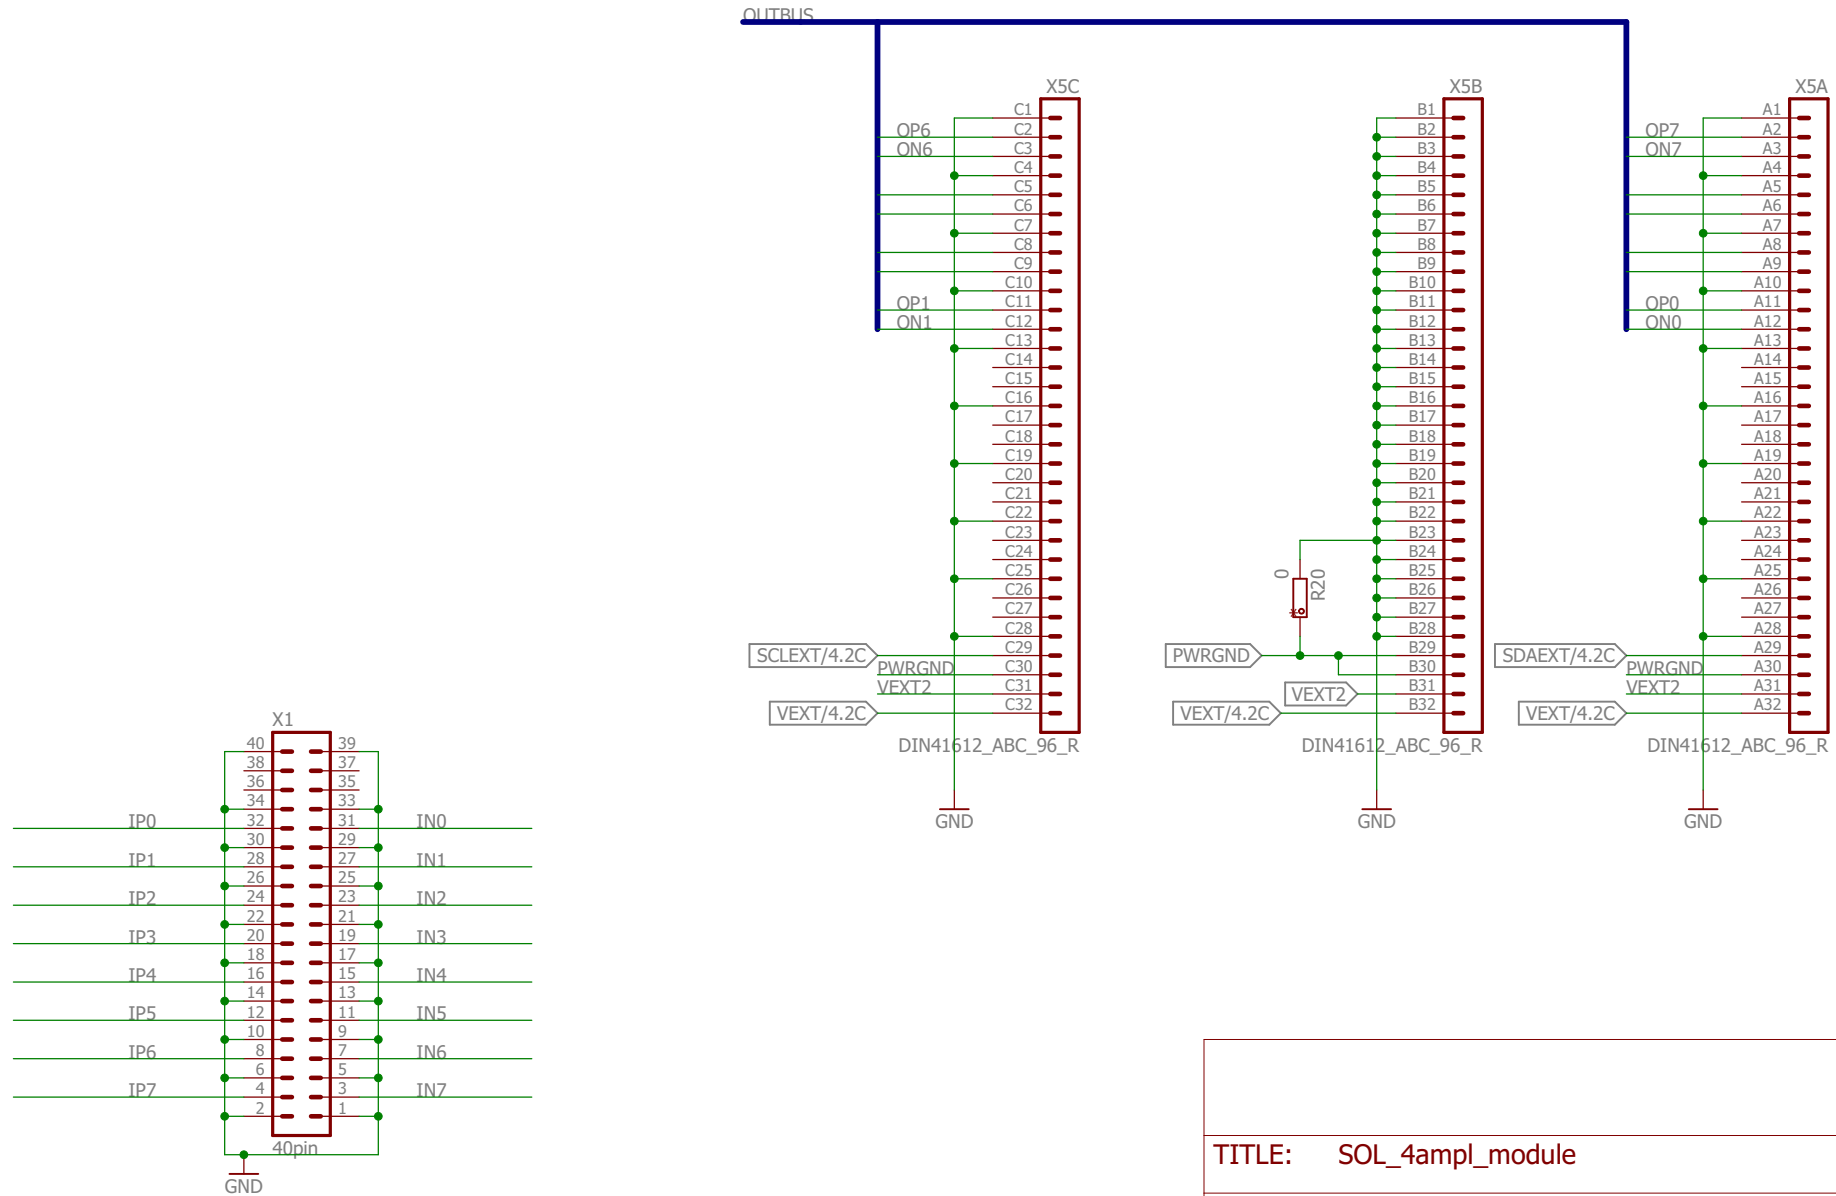 OUTBUS
X5C
C1
OP6 C2
ON6 C3
C4
C5
C6
C7
C8
C9
C10
OP1 C11
ON1 C12
C13
C14
C15
C16
C17
C18
C19
C20
C21
C22
C23
C24
C25
C26
C27
C28
SCLEXT/4.2C C29
PWRGND C30
VEXT2 C31
VEXT/4.2C C32
DIN41612_ABC_96_R
GND
X5B
B1
B2
B3
B4
B5
B6
B7
B8
B9
B10
B11
B12
B13
B14
B15
B16
B17
B18
B19
B20
B21
B22
B23
B24
B25
B26
B27
B28
0
R20
*
PWRGND B29
B30
VEXT2 B31
VEXT/4.2C B32
DIN41612_ABC_96_R
GND
X5A
A1
OP7 A2
ON7 A3
A4
A5
A6
A7
A8
A9
A10
OP0 A11
ON0 A12
A13
A14
A15
A16
A17
A18
A19
A20
A21
A22
A23
A24
A25
A26
A27
A28
SDAEXT/4.2C A29
PWRGND A30
VEXT2 A31
VEXT/4.2C A32
DIN41612_ABC_96_R
GND
X1
40 39
38 37
36 35
34 33
IP0 32 31 IN0
30 29
IP1 28 27 IN1
26 25
IP2 24 23 IN2
22 21
IP3 20 19 IN3
18 17
IP4 16 15 IN4
14 13
IP5 12 11 IN5
10 9
IP6 8 7 IN6
6 5
IP7 4 3 IN7
2 1
40pin
GND
TITLE: SOL_4ampl_module